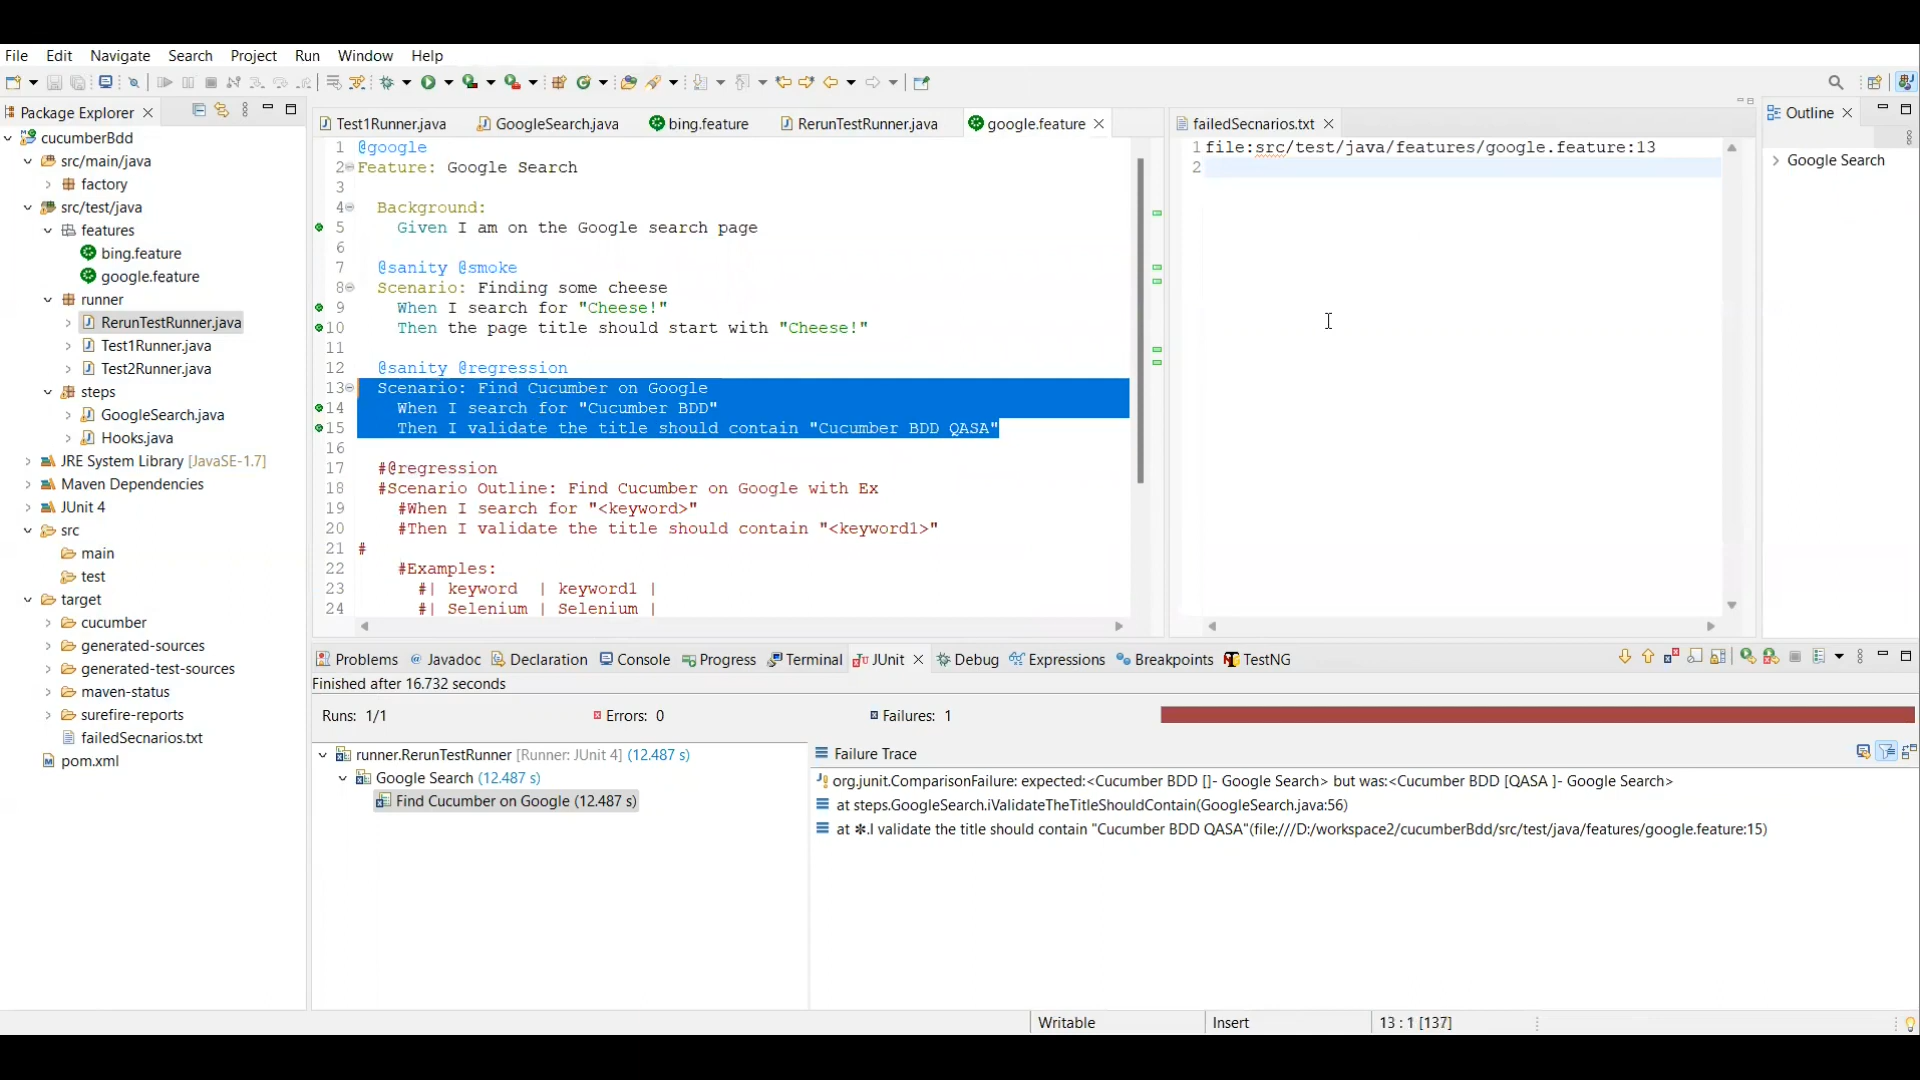 File Edit Navigate Search Project Run Window Help
Package Explorer
cucumberBdd
src/main/java
factory
src/test/java
features
bing.feature
google.feature
runner
RerunTestRunner.java
Test1Runner.java
Test2Runner.java
steps
GoogleSearch.java
Hooks.java
JRE System Library [JavaSE-1.7]
Maven Dependencies
JUnit 4
src
main
test
target
cucumber
generated-sources
generated-test-sources
maven-status
surefire-reports
failedSecnarios.txt
pom.xml
Test1Runner.java GoogleSearch.java bing.feature RerunTestRunner.java google.feature
1 @google
2 Feature: Google Search
3
4 Background:
5 Given I am on the Google search page
6
7 @sanity @smoke
8 Scenario: Finding some cheese
9 When I search for "Cheese!"
10 Then the page title should start with "Cheese!"
11
12 @sanity @regression
13 Scenario: Find Cucumber on Google
14 When I search for "Cucumber BDD"
15 Then I validate the title should contain "Cucumber BDD QASA"
16
17 #@regression
18 #Scenario Outline: Find Cucumber on Google with Ex
19 #When I search for "<keyword>"
20 #Then I validate the title should contain "<keyword1>"
21 #
22 #Examples:
23 #| keyword | keyword1 |
24 #| Selenium | Selenium |
failedSecnarios.txt
1 file:src/test/java/features/google.feature:13
2
Outline
Google Search
Problems Javadoc Declaration Console Progress Terminal JUnit Debug Expressions Breakpoints TestNG
Finished after 16.732 seconds
Runs: 1/1 Errors: 0 Failures: 1
runner.RerunTestRunner [Runner: JUnit 4] (12.487 s)
Google Search (12.487 s)
Find Cucumber on Google (12.487 s)
Failure Trace
org.junit.ComparisonFailure: expected:<Cucumber BDD []- Google Search> but was:<Cucumber BDD [QASA ]- Google Search>
at steps.GoogleSearch.iValidateTheTitleShouldContain(GoogleSearch.java:56)
at ✽.I validate the title should contain "Cucumber BDD QASA"(file:///D:/workspace2/cucumberBdd/src/test/java/features/google.feature:15)
Writable Insert 13 : 1 [137]